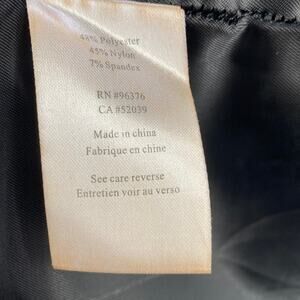 48% Polyester
45% Nylon
7% Spandex
RN #96376
CA #52039
Made in china
Fabrique en chine
See care reverse
Entretien voir au verso